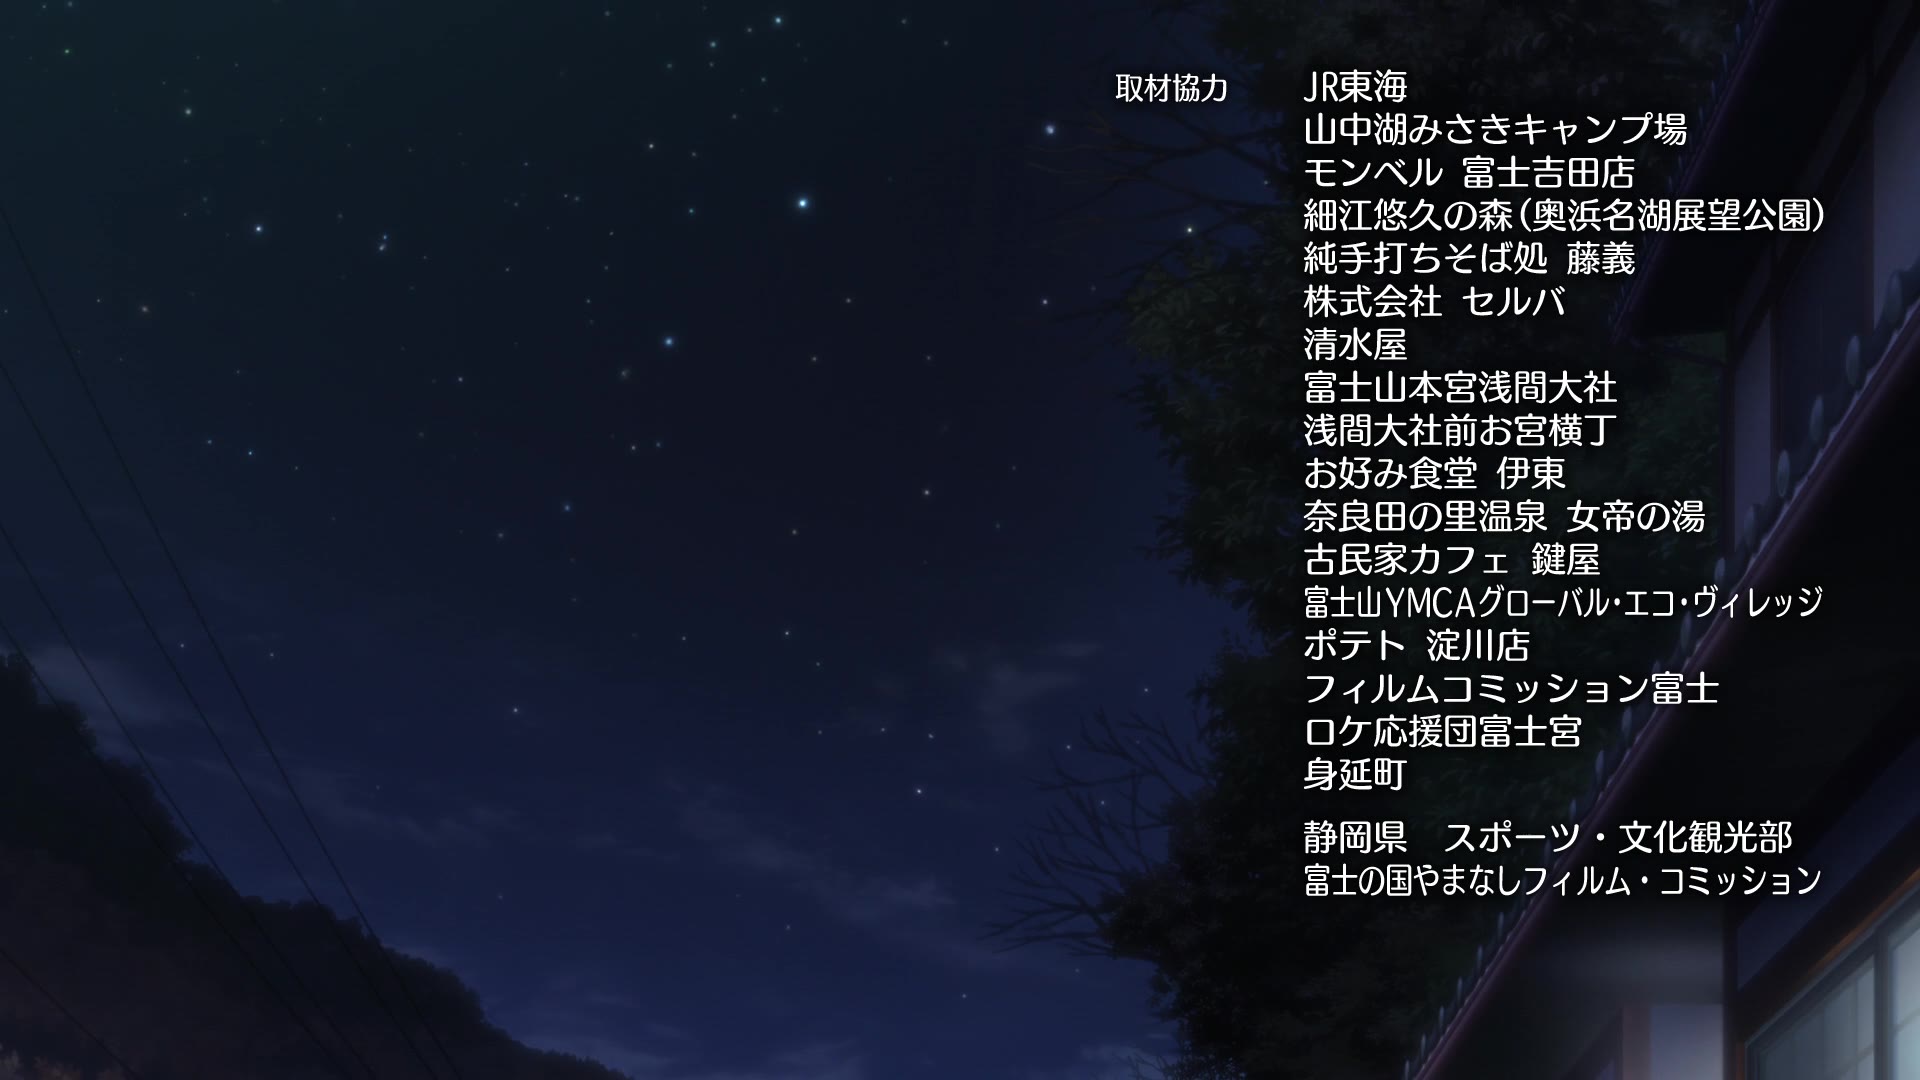 取材協力 JR東海
山中湖みさきキャンプ場
モンベル 富士吉田店
細江悠久の森(奥浜名湖展望公園)
純手打ちそば処 藤義
株式会社 セルバ
清水屋
富士山本宮浅間大社
浅間大社前お宮横丁
お好み食堂 伊東
奈良田の里温泉 女帝の湯
古民家カフェ 鍵屋
富士山YMCAグローバル・エコ・ヴィレッジ
ポテト 淀川店
フィルムコミッション富士
ロケ応援団富士宮
身延町
静岡県　スポーツ・文化観光部
富士の国やまなしフィルム・コミッション